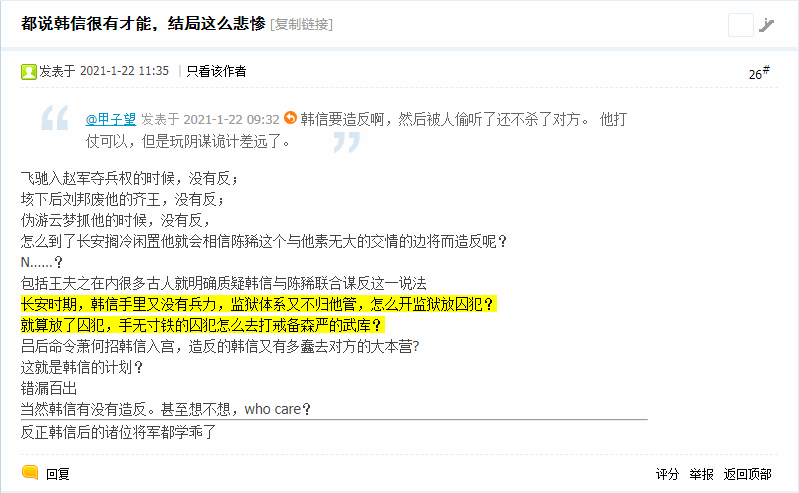 都说韩信很有才能，结局这么悲惨 [复制链接]
发表于 2021-1-22 11:35 | 只看该作者
26#
@甲子望 发表于 2021-1-22 09:32 韩信要造反啊，然后被人偷听了还不杀了对方。 他打
仗可以，但是玩阴谋诡计差远了。
飞驰入赵军夺兵权的时候，没有反；
垓下后刘邦废他的齐王，没有反；
伪游云梦抓他的时候，没有反，
怎么到了长安搁冷闲置他就会相信陈豨这个与他素无大的交情的边将而造反呢？
N......？
包括王夫之在内很多古人就明确质疑韩信与陈豨联合谋反这一说法
长安时期，韩信手里又没有兵力，监狱体系又不归他管，怎么开监狱放囚犯？
就算放了囚犯，手无寸铁的囚犯怎么去打戒备森严的武库？
吕后命令萧何招韩信入宫，造反的韩信又有多蠢去对方的大本营?
这就是韩信的计划？
错漏百出
当然韩信有没有造反。甚至想不想，who care？
反正韩信后的诸位将军都学乖了
回复
评分 举报 返回顶部